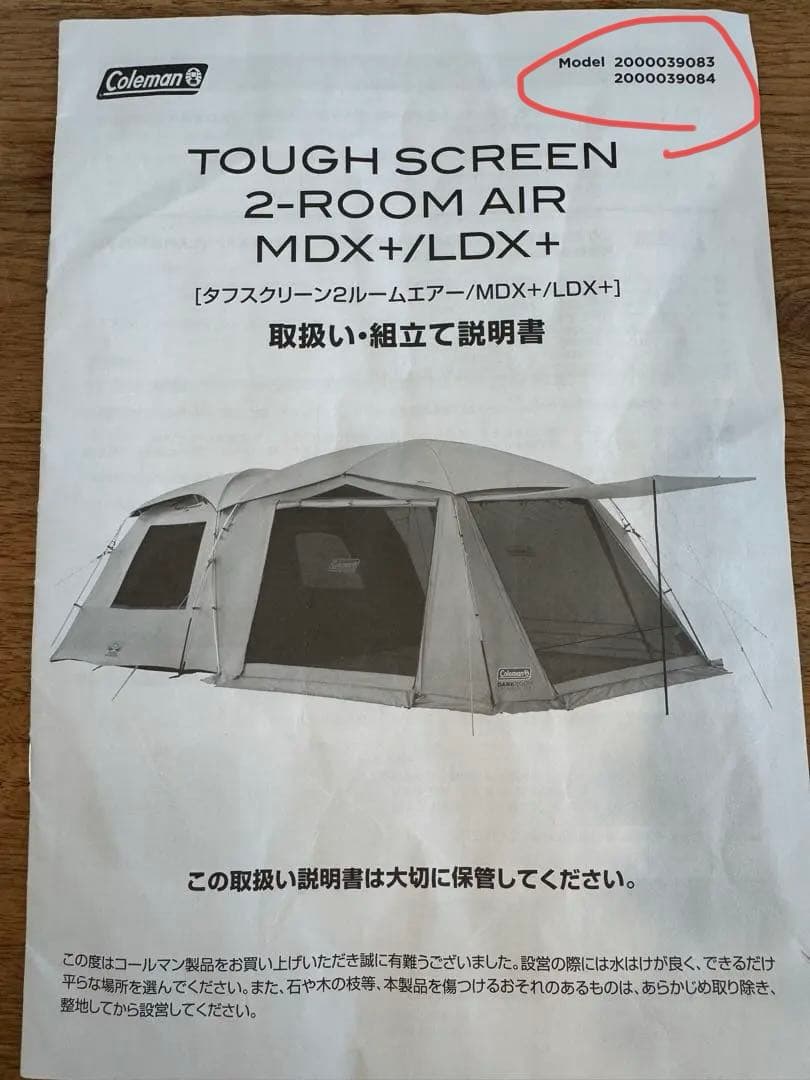 Coleman
Model 2000039083
2000039084
TOUGH SCREEN
2-ROOM AIR
MDX+/LDX+
[タフスクリーン2ルームエアー/MDX+/LDX+]
取扱い・組立て説明書
Coleman
Coleman
この取扱い説明書は大切に保管してください。
この度はコールマン製品をお買い上げいただき誠に有難うございました。設営の際には水はけが良く、できるだけ
平らな場所を選んでください。また、石や木の枝等、本製品を傷つけるおそれのあるものは、あらかじめ取り除き、
整地してから設営してください。